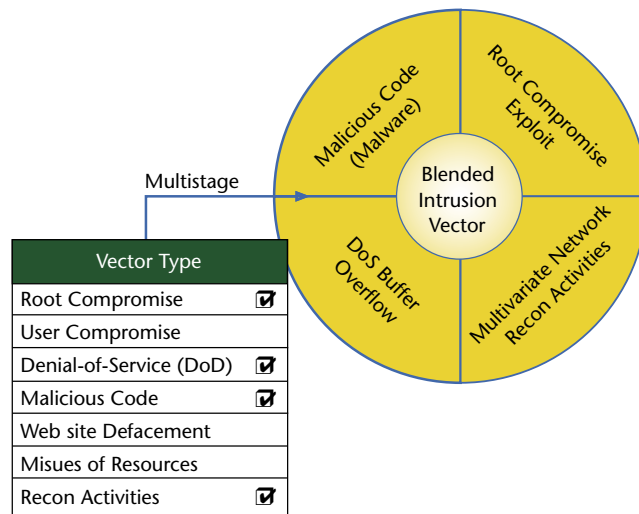 Malicious Code
(Malware)
Root Compromise
Exploit
Blended
Intrusion
Vector
Multistage
DoS Buffer
Overflow
Multivariate Network
Recon Activities
Vector Type
Root Compromise
User Compromise
Denial-of-Service (DoD)
Malicious Code
Web site Defacement
Misues of Resources
Recon Activities